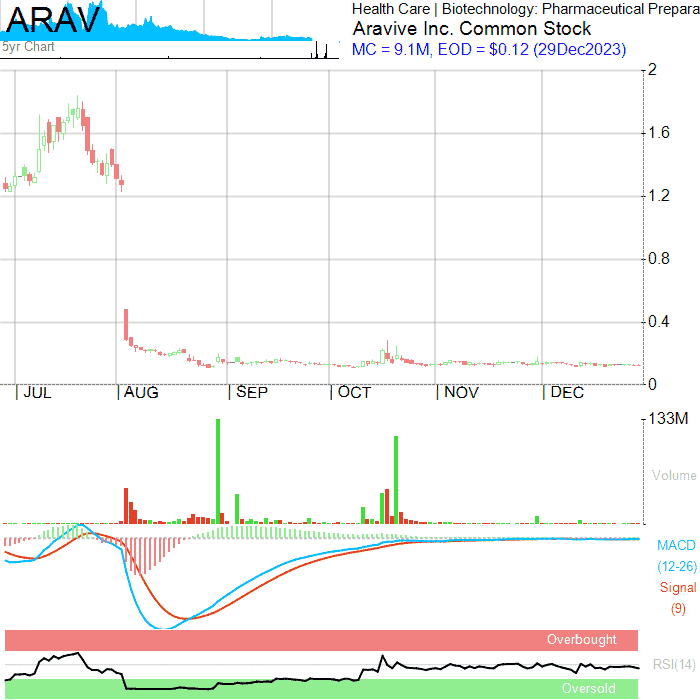 ARAV
5yr Chart
Health Care | Biotechnology: Pharmaceutical Prepara
Aravive Inc. Common Stock
MC = 9.1M, EOD = $0.12 (29Dec2023)
2
1.6
1.2
0.8
0.4
0
JUL AUG SEP OCT NOV DEC
133M
Volume
MACD
(12-26)
Signal
(9)
Overbought
RSI(14)
Oversold